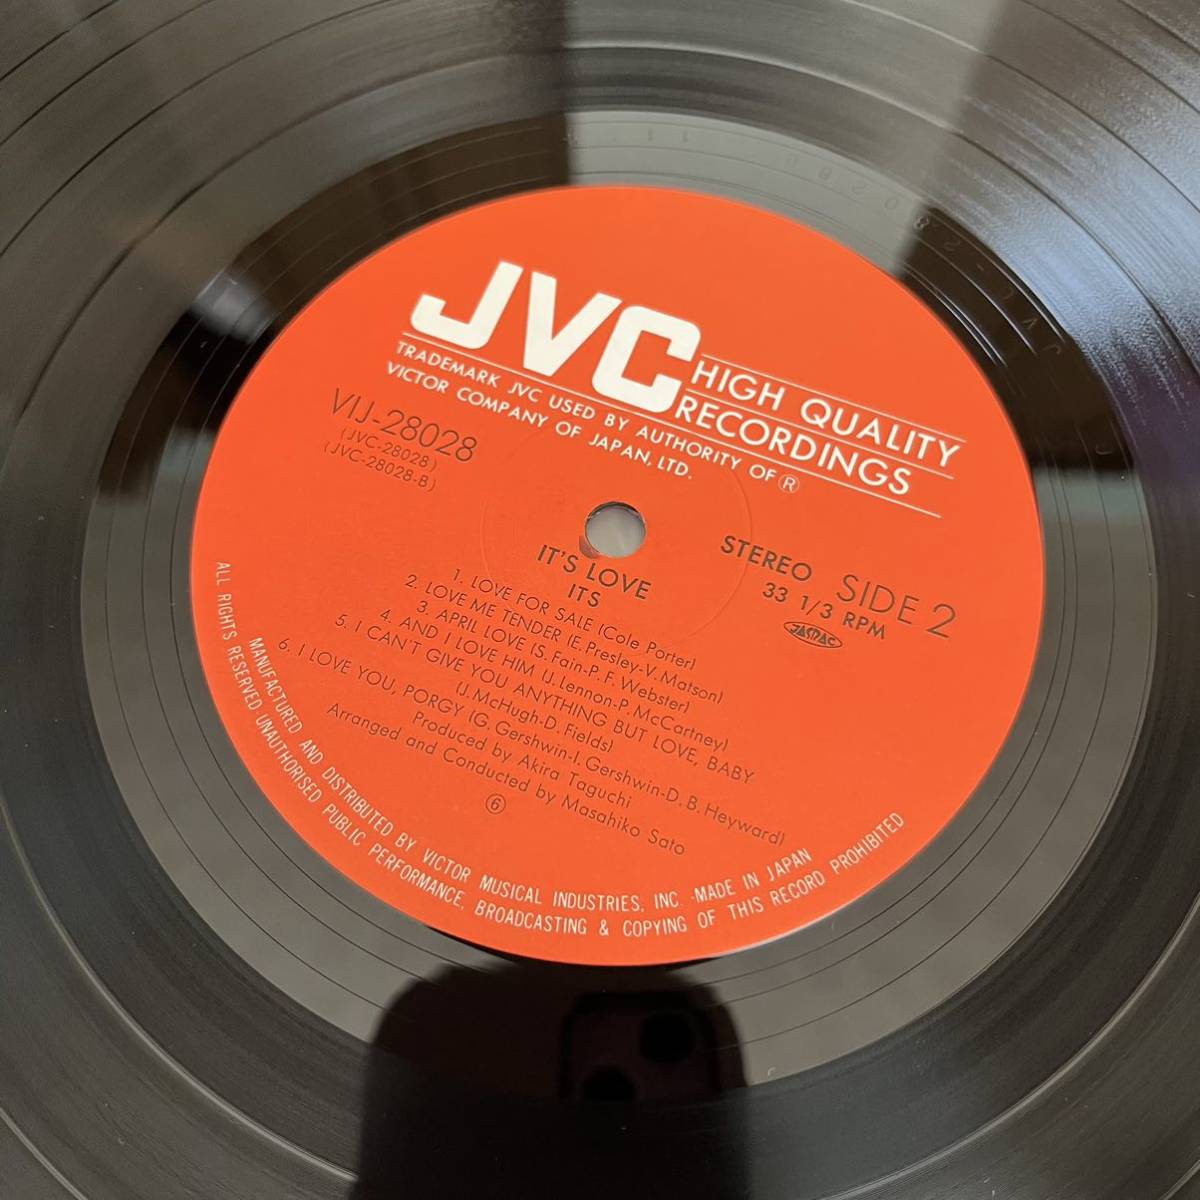 JVC
HIGH QUALITY
RECORDINGS
TRADEMARK JVC USED BY AUTHORITY OF Ⓡ
VICTOR COMPANY OF JAPAN, LTD.
VIJ-28028
(JVC-28028)
(JVC-28028-B)
STEREO SIDE 2
33 1/3 RPM
JASRAC
IT'S LOVE
ITS
1. LOVE FOR SALE (Cole Porter)
2. LOVE ME TENDER (E. Presley-V. Matson)
3. APRIL LOVE (S. Fain-P. F. Webster)
4. AND I LOVE HIM (J. Lennon-P. McCartney)
5. I CAN'T GIVE YOU ANYTHING BUT LOVE, BABY
(J. McHugh-D. Fields)
6. I LOVE YOU, PORGY (G. Gershwin-I. Gershwin-D. B. Heyward)
Produced by Akira Taguchi
Arranged and Conducted by Masahiko Sato
⑥
MANUFACTURED AND DISTRIBUTED BY VICTOR MUSICAL INDUSTRIES, INC. -MADE IN JAPAN
ALL RIGHTS RESERVED-UNAUTHORISED PUBLIC PERFORMANCE, BROADCASTING & COPYING OF THIS RECORD PROHIBITED